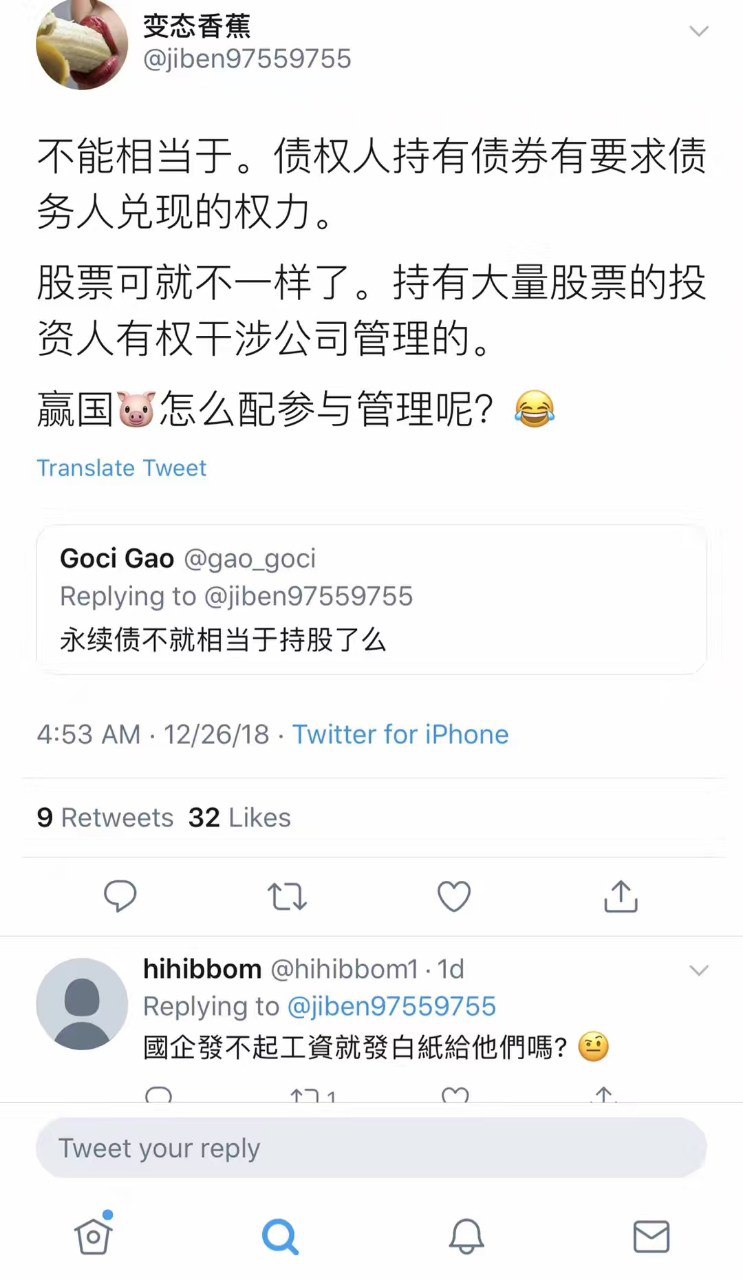 变态香蕉
@jiben97559755
不能相当于。债权人持有债券有要求债
务人兑现的权力。
股票可就不一样了。持有大量股票的投
资人有权干涉公司管理的。
赢国🐷怎么配参与管理呢？😂
Translate Tweet
Goci Gao @gao_goci
Replying to @jiben97559755
永续债不就相当于持股了么
4:53 AM · 12/26/18 · Twitter for iPhone
9 Retweets 32 Likes
hihibbom @hihibbom1 · 1d
Replying to @jiben97559755
國企發不起工資就發白紙給他們嗎？🤨
1
Tweet your reply